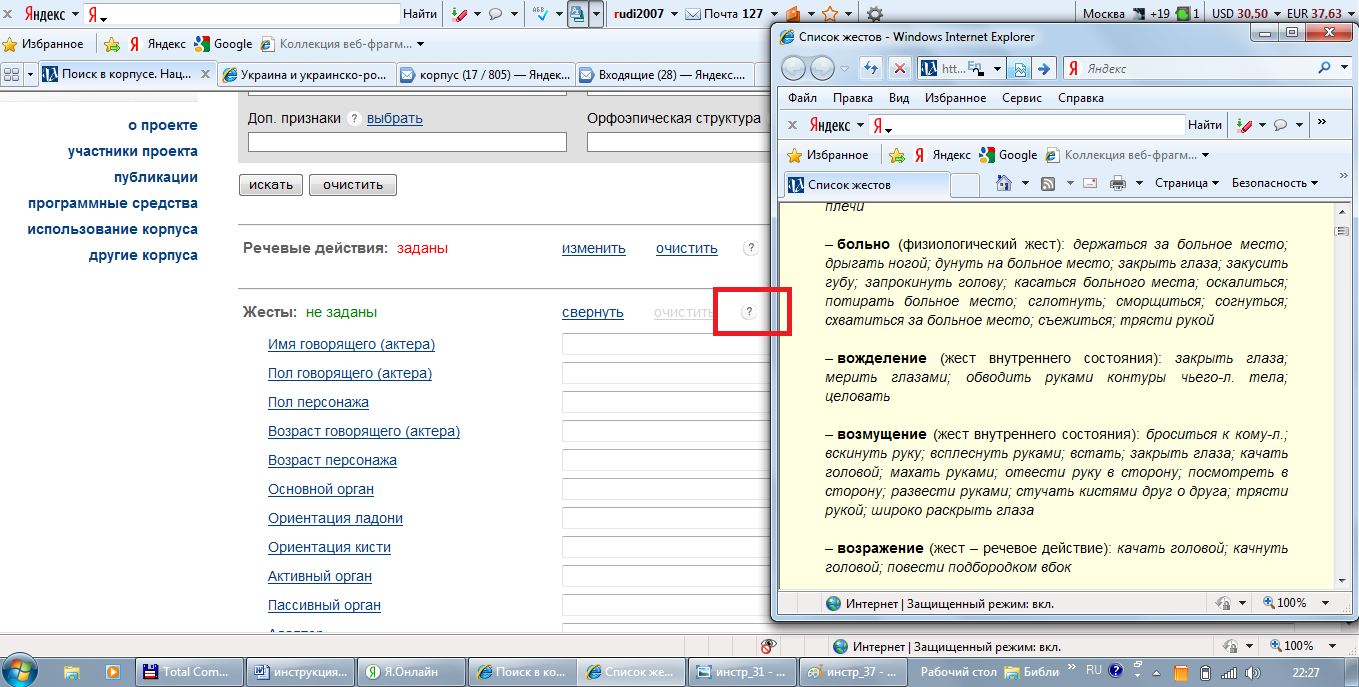 Яндекс
Я
Найти
АБВ
rudi2007
Почта 127
Москва
+19
1
USD 30,50
EUR 37,63
Избранное
Я Яндекс
Google
Коллекция веб-фрагм...
Поиск в корпусе. Нац...
Украина и украинско-ро...
корпус (17 / 805) — Яндек...
Входящие (28) — Яндекс....
о проекте
участники проекта
публикации
программные средства
использование корпуса
другие корпуса
Доп. признаки ? выбрать
Орфоэпическая структура
искать
очистить
Речевые действия: заданы
изменить
очистить
?
Жесты: не заданы
свернуть
очистить
?
Имя говорящего (актера)
Пол говорящего (актера)
Пол персонажа
Возраст говорящего (актера)
Возраст персонажа
Основной орган
Ориентация ладони
Ориентация кисти
Активный орган
Пассивный орган
Список жестов - Windows Internet Explorer
htt...
Я Яндекс
Файл Правка Вид Избранное Сервис Справка
Яндекс
Я
Найти
»
Избранное
Я Яндекс
Google
Коллекция веб-фрагм...
Список жестов
Страница
Безопасность
»
плечи
– больно (физиологический жест): держаться за больное место;
дрыгать ногой; дунуть на больное место; закрыть глаза; закусить
губу; запрокинуть голову; касаться больного места; оскалиться;
потирать больное место; сглотнуть; сморщиться; согнуться;
схватиться за больное место; съежиться; трясти рукой
– вожделение (жест внутреннего состояния): закрыть глаза;
мерить глазами; обводить руками контуры чьего-л. тела;
целовать
– возмущение (жест внутреннего состояния): броситься к кому-л.;
вскинуть руку; всплеснуть руками; встать; закрыть глаза; качать
головой; махать руками; отвести руку в сторону; посмотреть в
сторону; развести руками; стучать кистями друг о друга; трясти
рукой; широко раскрыть глаза
– возражение (жест – речевое действие): качать головой; качнуть
головой; повести подбородком вбок
Интернет | Защищенный режим: вкл.
100%
Интернет | Защищенный режим: вкл.
100%
Total Com...
инструкция...
Я.Онлайн
Поиск в ко...
Список же...
инстр_31 - ...
инстр_37 - ...
Рабочий стол
Библи
»
RU
22:27